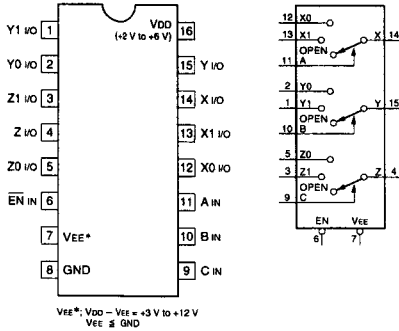 Y1 I/O 1
Y0 I/O 2
Z1 I/O 3
Z I/O 4
Z0 I/O 5
EN IN 6
7 VEE*
8 GND
VDD 16
(+2 V to +6 V)
15 Y I/O
14 X I/O
13 X1 I/O
12 X0 I/O
11 A IN
10 B IN
9 C IN
VEE*; VDD – VEE = +3 V to +12 V
VEE ≦ GND
12 X0
13 X1 X 14
OPEN
11 A
2 Y0
1 Y1 Y 15
OPEN
10 B
5 Z0
3 Z1 Z 4
OPEN
9 C
EN VEE
6 7